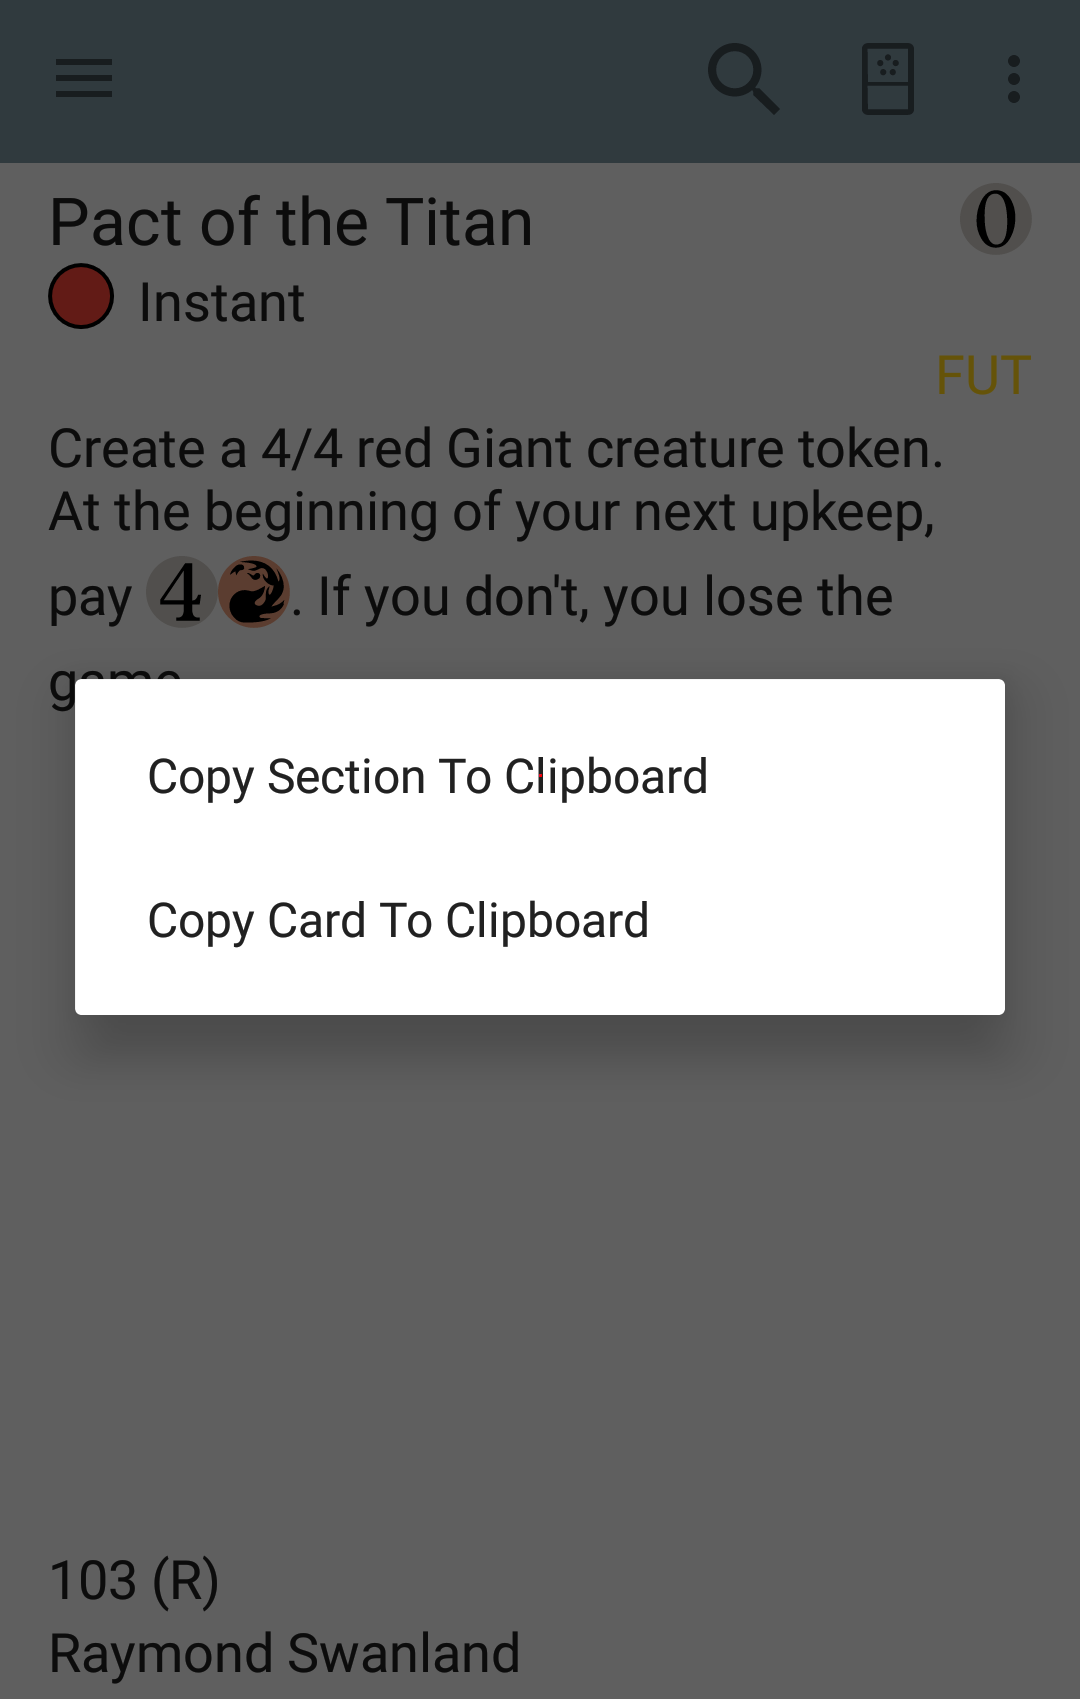 Pact of the Titan 0
Instant
FUT
Create a 4/4 red Giant creature token.
At the beginning of your next upkeep,
pay 4. If you don't, you lose the
game
Copy Section To Clipboard
Copy Card To Clipboard
103 (R)
Raymond Swanland